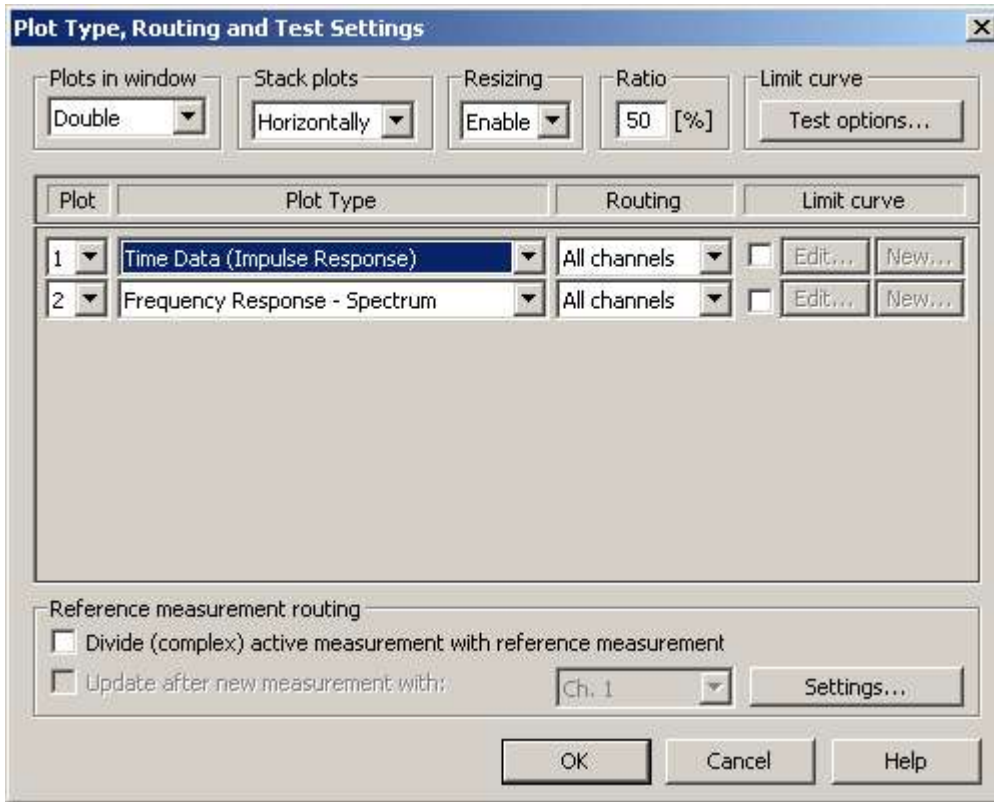 Plot Type, Routing and Test Settings
Plots in window Stack plots Resizing Ratio Limit curve
Double Horizontally Enable 50 [%] Test options...
Plot Plot Type Routing Limit curve
1 Time Data (Impulse Response) All channels Edit... New...
2 Frequency Response - Spectrum All channels Edit... New...
Reference measurement routing
Divide (complex) active measurement with reference measurement
Update after new measurement with: Ch. 1 Settings...
OK Cancel Help